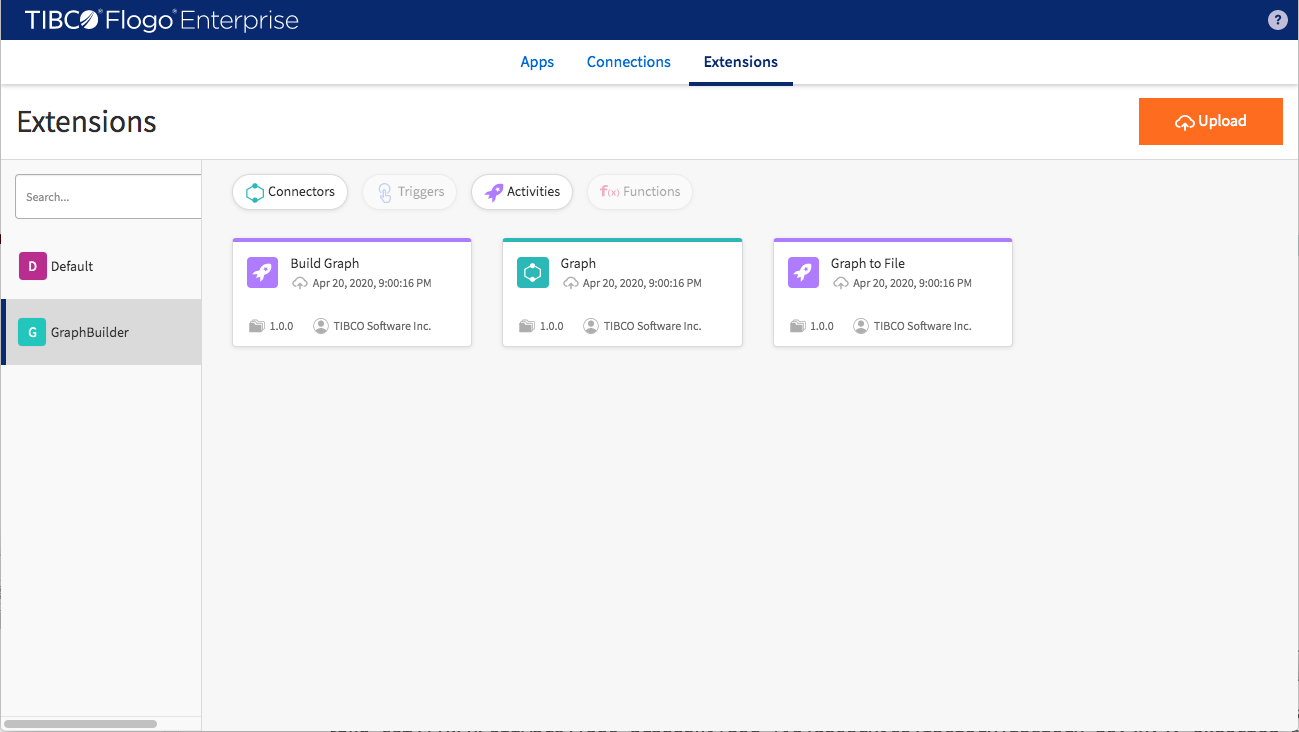 TIBCO® Flogo® Enterprise
?
Apps Connections Extensions
Extensions
Upload
Search...
Connectors Triggers Activities f(x) Functions
D Default
G GraphBuilder
Build Graph
Apr 20, 2020, 9:00:16 PM
1.0.0 TIBCO Software Inc.
Graph
Apr 20, 2020, 9:00:16 PM
1.0.0 TIBCO Software Inc.
Graph to File
Apr 20, 2020, 9:00:16 PM
1.0.0 TIBCO Software Inc.